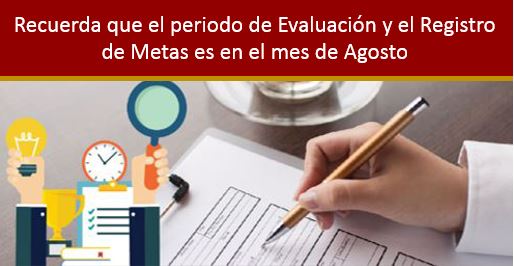 Recuerda que el periodo de Evaluación y el Registro
de Metas es en el mes de Agosto